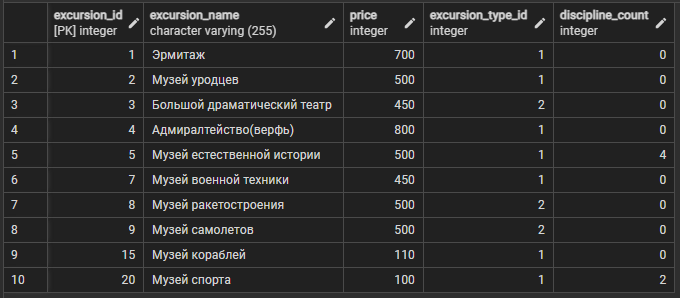 excursion_id excursion_name price excursion_type_id discipline_count
[PK] integer character varying (255) integer integer integer
1 1 Эрмитаж 700 1 0
2 2 Музей уродцев 500 1 0
3 3 Большой драматический театр 450 2 0
4 4 Адмиралтейство(верфь) 800 1 0
5 5 Музей естественной истории 500 1 4
6 7 Музей военной техники 450 1 0
7 8 Музей ракетостроения 500 2 0
8 9 Музей самолетов 500 2 0
9 15 Музей кораблей 110 1 0
10 20 Музей спорта 100 1 2